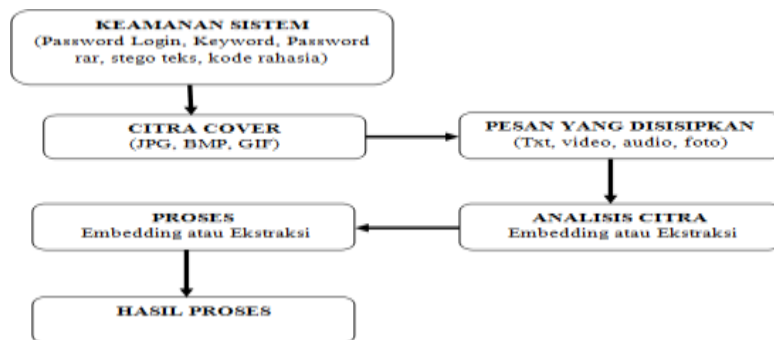 KEAMANAN SISTEM
(Password Login, Keyword, Password
rar, stego teks, kode rahasia)
CITRA COVER
(JPG, BMP, GIF)
PESAN YANG DISISIPKAN
(Txt, video, audio, foto)
PROSES
Embedding atau Ekstraksi
ANALISIS CITRA
Embedding atau Ekstraksi
HASIL PROSES